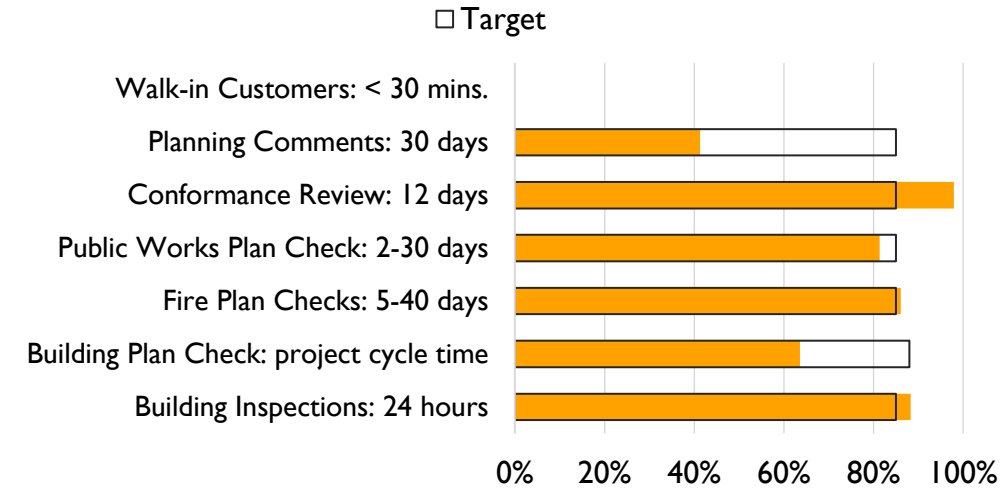 Target
Walk-in Customers: < 30 mins.
Planning Comments: 30 days
Conformance Review: 12 days
Public Works Plan Check: 2-30 days
Fire Plan Checks: 5-40 days
Building Plan Check: project cycle time
Building Inspections: 24 hours
0% 20% 40% 60% 80% 100%